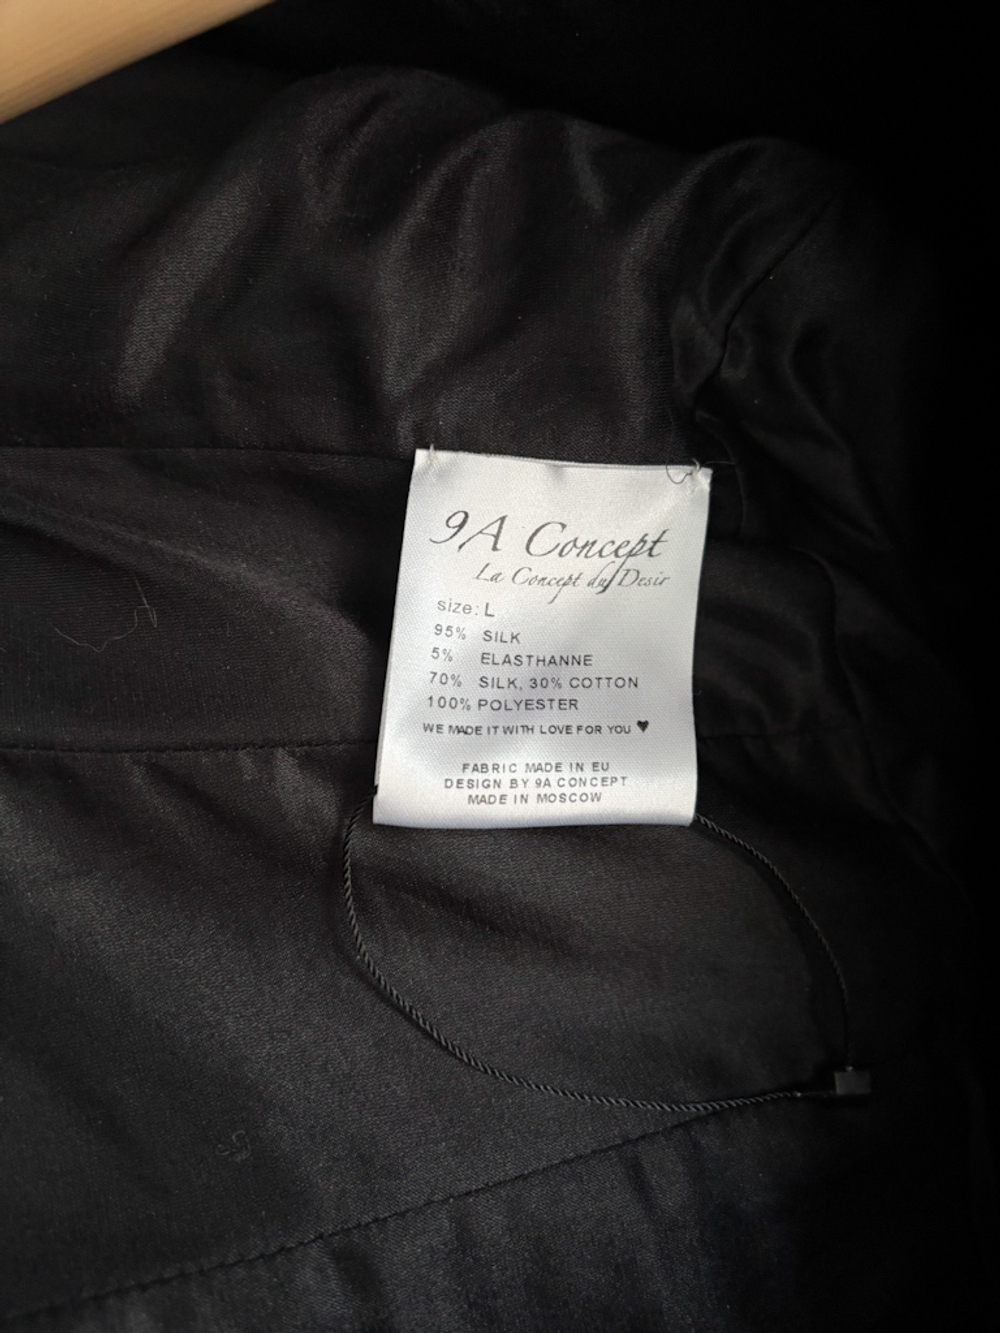 9A Concept
La Concept du Desir
size: L
95% SILK
5% ELASTHANNE
70% SILK, 30% COTTON
100% POLYESTER
WE MADE IT WITH LOVE FOR YOU ♥
FABRIC MADE IN EU
DESIGN BY 9A CONCEPT
MADE IN MOSCOW